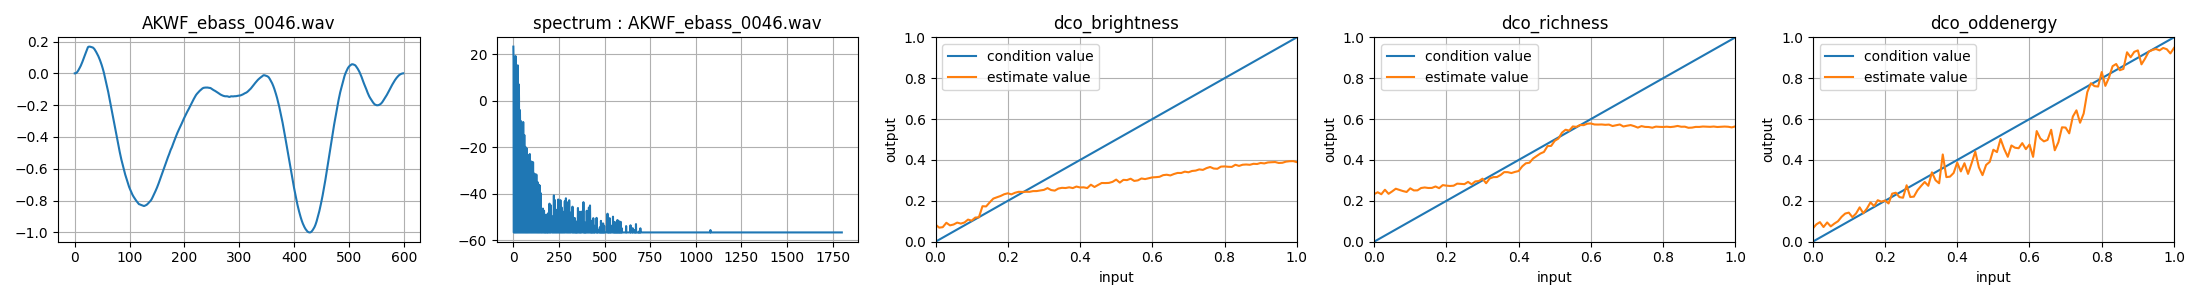 AKWF_ebass_0046.wav
0.2
0.0
−0.2
−0.4
−0.6
−0.8
−1.0
0 100 200 300 400 500 600
spectrum : AKWF_ebass_0046.wav
20
0
−20
−40
−60
0 250 500 750 1000 1250 1500 1750
dco_brightness
condition value
estimate value
output
1.0
0.8
0.6
0.4
0.2
0.0
0.0 0.2 0.4 0.6 0.8 1.0
input
dco_richness
condition value
estimate value
output
1.0
0.8
0.6
0.4
0.2
0.0
0.0 0.2 0.4 0.6 0.8 1.0
input
dco_oddenergy
condition value
estimate value
output
1.0
0.8
0.6
0.4
0.2
0.0
0.0 0.2 0.4 0.6 0.8 1.0
input